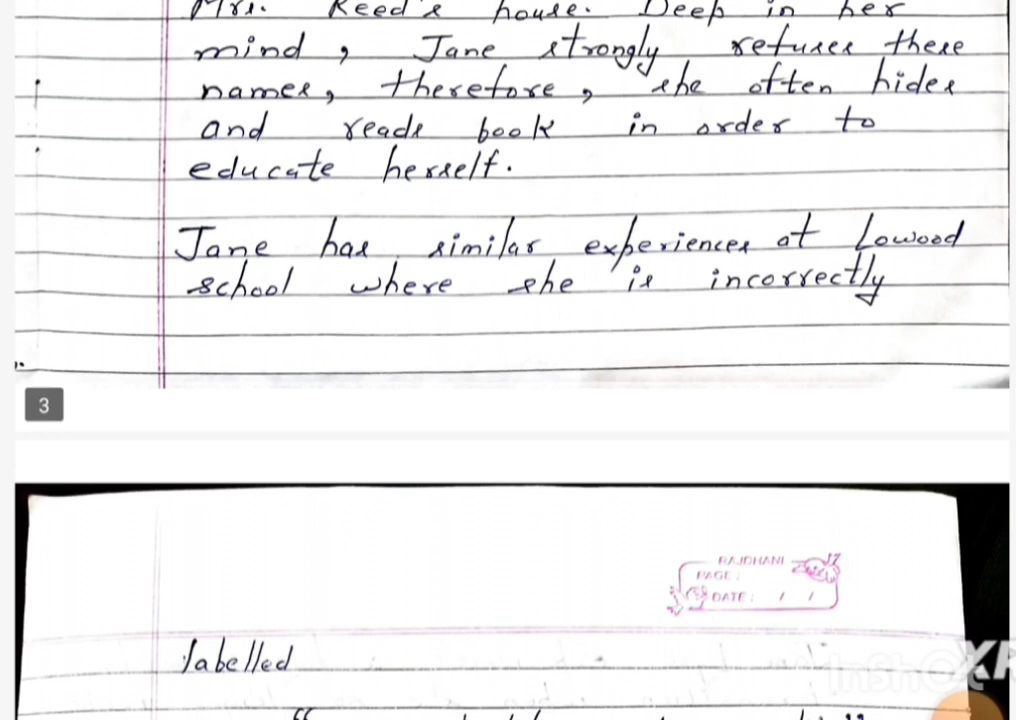 Mrs. Reed's house. Deep in her
mind, Jane strongly refuses these
names, therefore, she often hides
and reads book in order to
educate herself.
Jane has similar experiences at Lowood
school where she is incorrectly
3
RAJDHANI
PAGE:
DATE: / /
labelled
InShOt